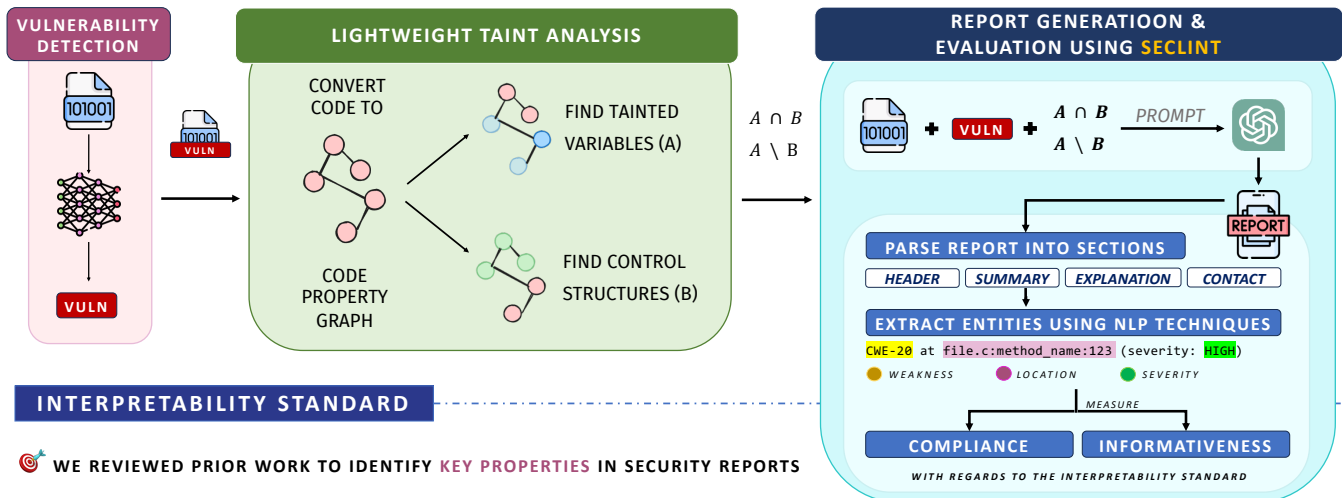 VULNERABILITY
DETECTION
101001
VULN
101001
VULN
LIGHTWEIGHT TAINT ANALYSIS
CONVERT
CODE TO
CODE
PROPERTY
GRAPH
FIND TAINTED
VARIABLES (A)
FIND CONTROL
STRUCTURES (B)
A ∩ B
A \ B
REPORT GENERATIOON &
EVALUATION USING SECLINT
101001 + VULN + A ∩ B
A \ B
PROMPT
REPORT
PARSE REPORT INTO SECTIONS
HEADER SUMMARY EXPLANATION CONTACT
EXTRACT ENTITIES USING NLP TECHNIQUES
CWE-20 at file.c:method_name:123 (severity: HIGH)
WEAKNESS LOCATION SEVERITY
MEASURE
COMPLIANCE INFORMATIVENESS
WITH REGARDS TO THE INTERPRETABILITY STANDARD
INTERPRETABILITY STANDARD
WE REVIEWED PRIOR WORK TO IDENTIFY KEY PROPERTIES IN SECURITY REPORTS